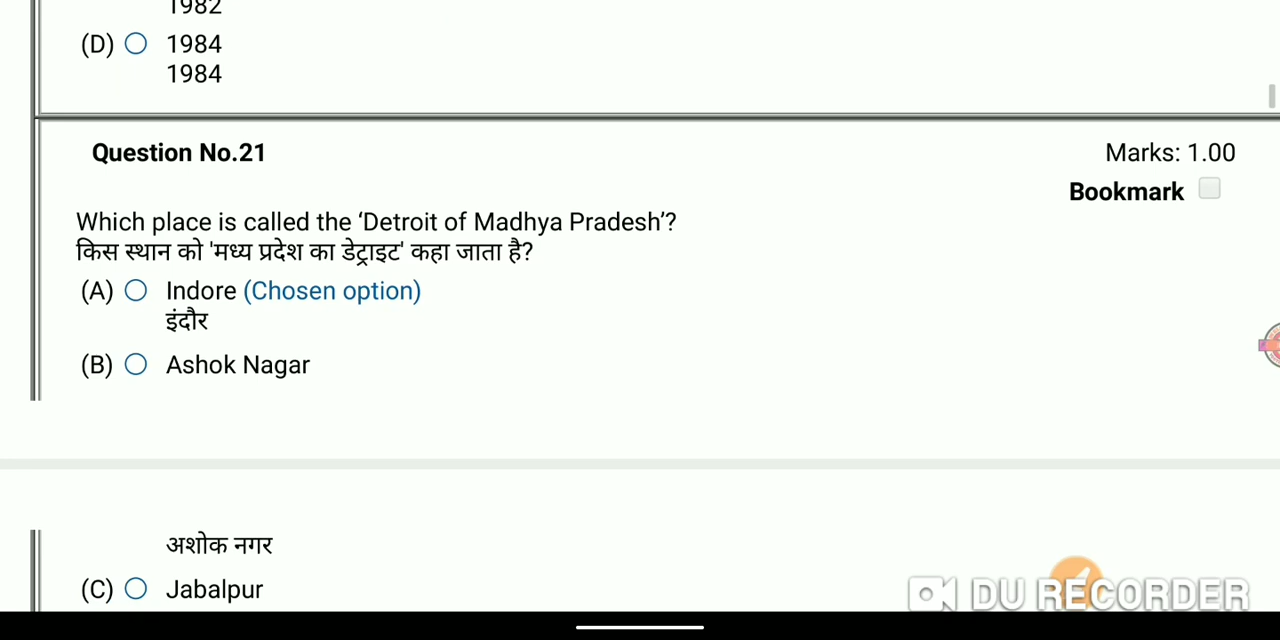 1982
(D) 1984
1984
Question No.21
Marks: 1.00
Bookmark
Which place is called the ‘Detroit of Madhya Pradesh’?
किस स्थान को 'मध्य प्रदेश का डेट्राइट' कहा जाता है?
(A) Indore (Chosen option)
इंदौर
(B) Ashok Nagar
अशोक नगर
(C) Jabalpur
DU RECORDER